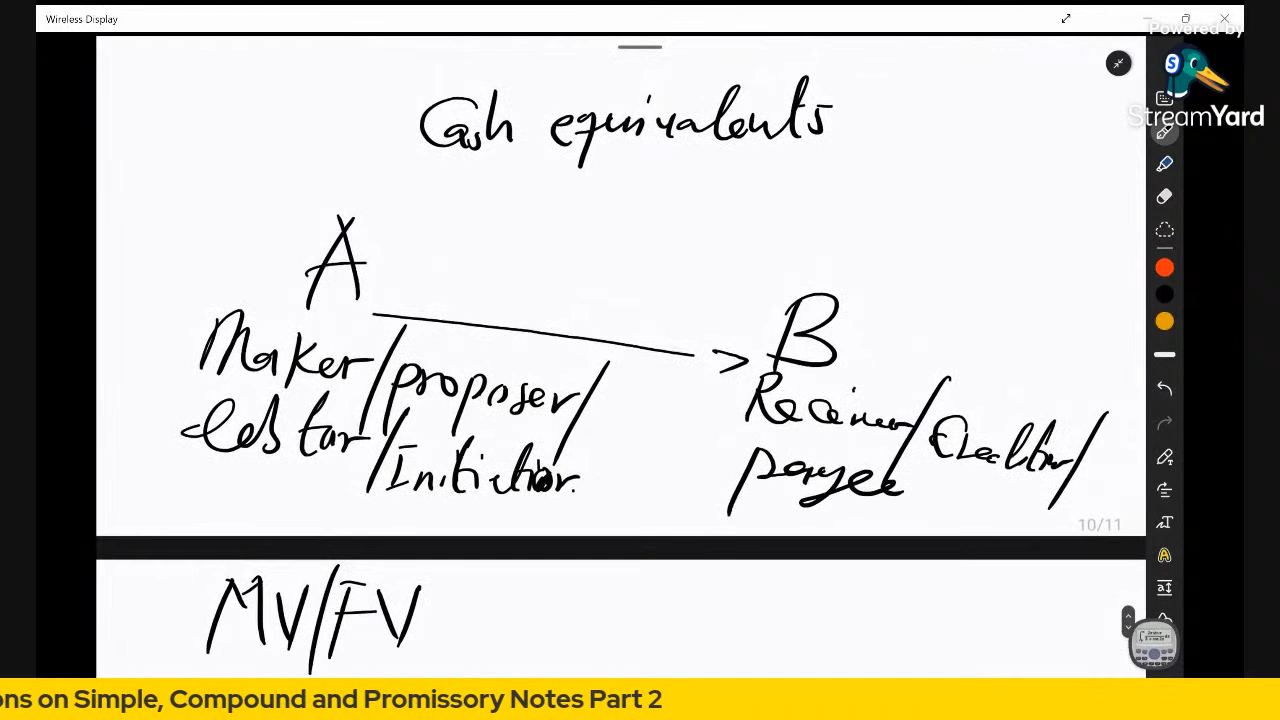 Wireless Display
Powered by
StreamYard
Cash equivalents
A
B
Maker/proposer/
debtor/Initiator.
Receiver/Creditor/
payee
10/11
MV/FV
ons on Simple, Compound and Promissory Notes Part 2